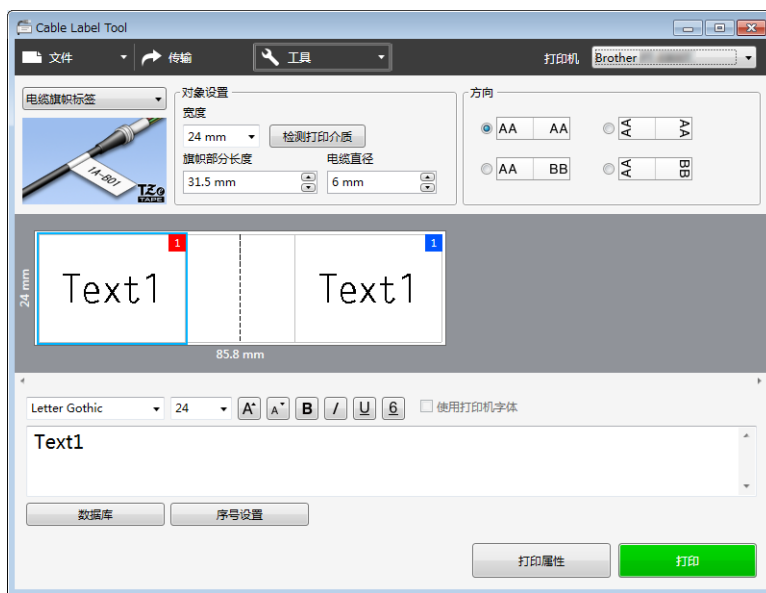 Cable Label Tool
文件 传输 工具 打印机 Brother
电缆旗帜标签
1A-B01
TZe
TAPE
对象设置
宽度
24 mm 检测打印介质
旗帜部分长度 电缆直径
31.5 mm 6 mm
方向
AA AA AA AA
AA BB AA BB
24 mm
Text1 1
Text1 1
85.8 mm
Letter Gothic 24 A A B I U 6 使用打印机字体
Text1
数据库 序号设置
打印属性 打印